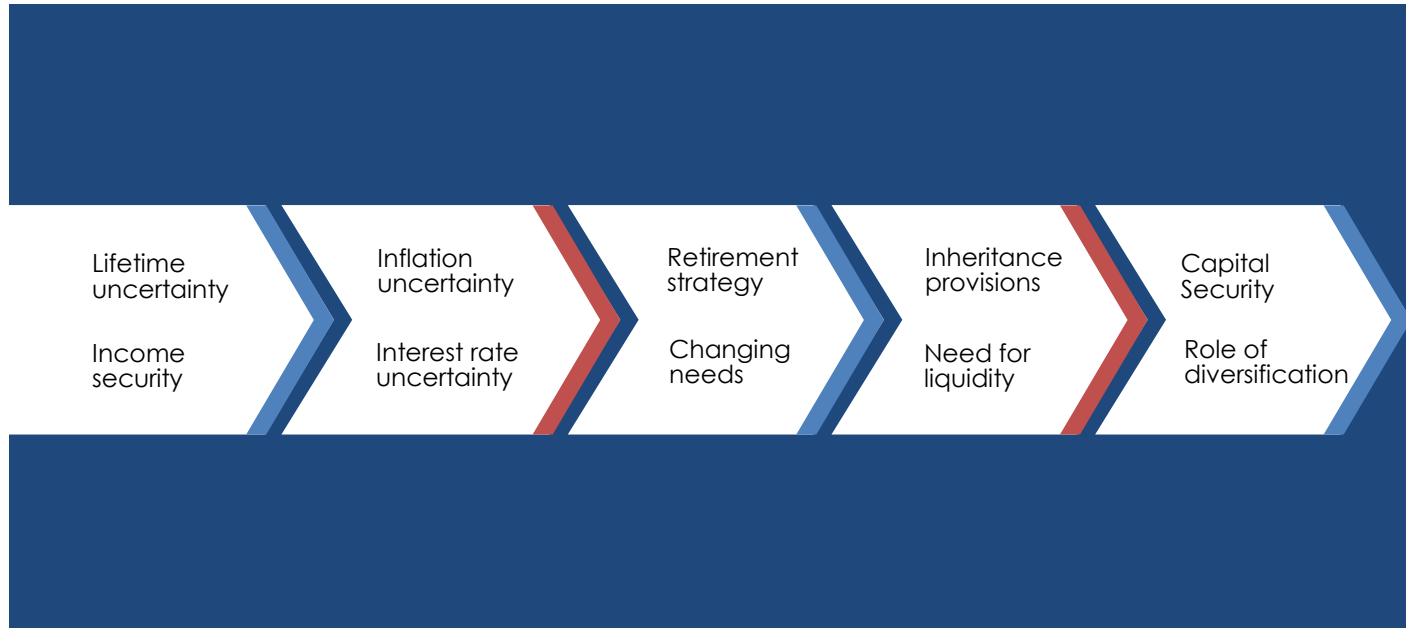 Lifetime
uncertainty
Income
security
Inflation
uncertainty
Interest rate
uncertainty
Retirement
strategy
Changing
needs
Inheritance
provisions
Need for
liquidity
Capital
Security
Role of
diversification